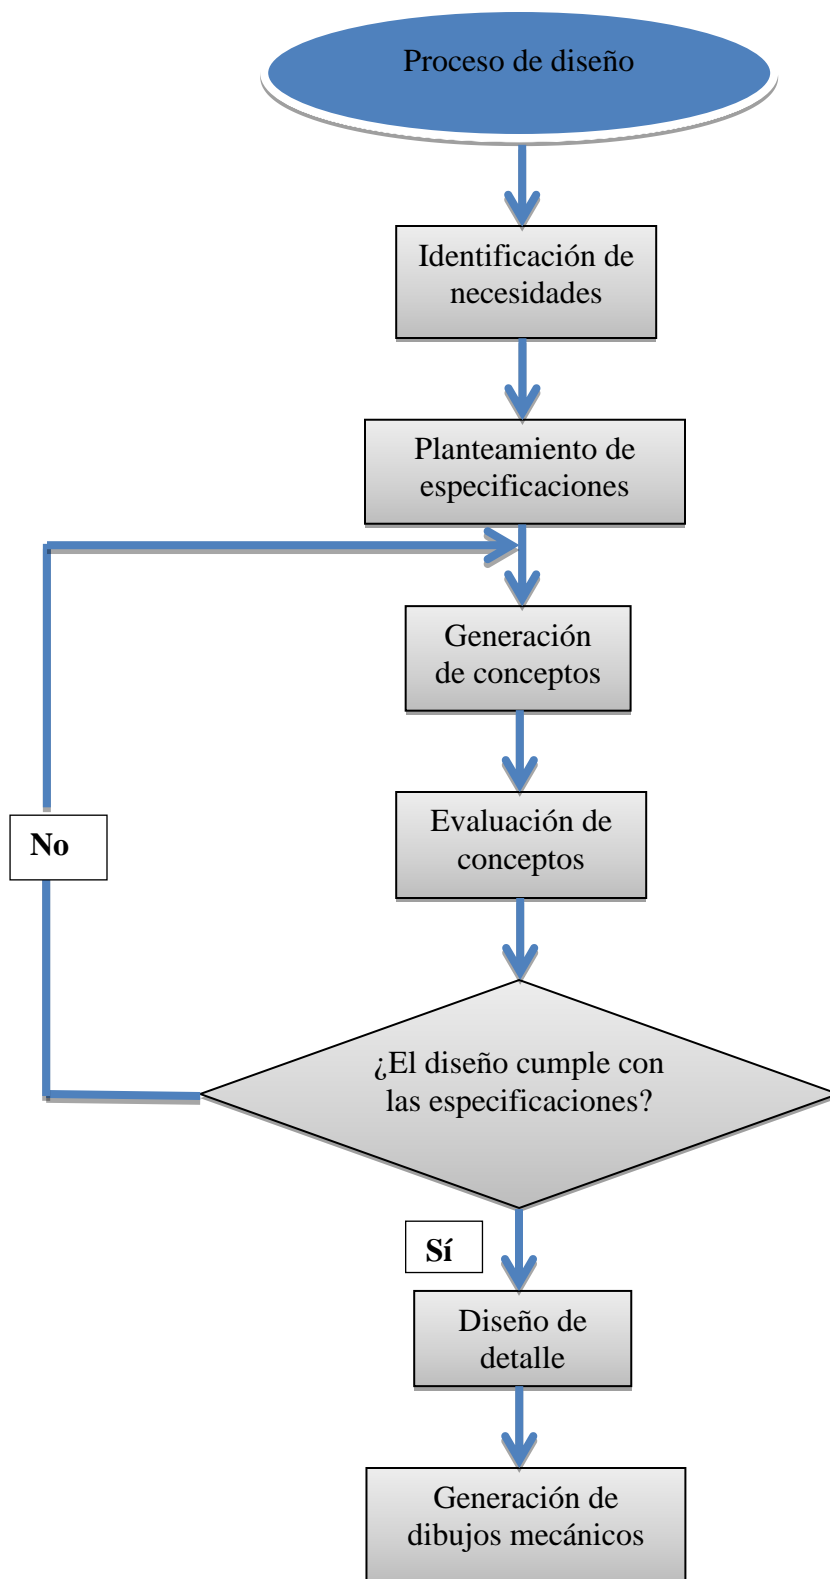 Proceso de diseño
Identificación de
necesidades
Planteamiento de
especificaciones
Generación
de conceptos
Evaluación de
conceptos
No
¿El diseño cumple con
las especificaciones?
Sí
Diseño de
detalle
Generación de
dibujos mecánicos